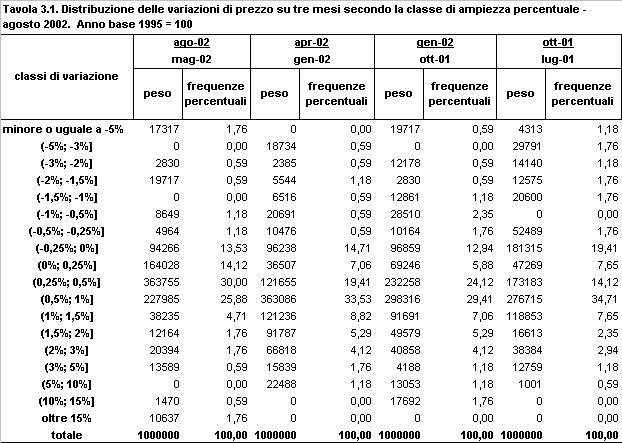 Tavola 3.1. Distribuzione delle variazioni di prezzo su tre mesi secondo la classe di ampiezza percentuale -
agosto 2002. Anno base 1995 = 100
classi di variazione ago-02 apr-02 gen-02 ott-01
mag-02 gen-02 ott-01 lug-01
peso frequenze percentuali peso frequenze percentuali peso frequenze percentuali peso frequenze percentuali
minore o uguale a -5% 17317 1,76 0 0,00 19717 0,59 4313 1,18
(-5%; -3%] 0 0,00 18734 0,59 0 0,00 29791 1,76
(-3%; -2%] 2830 0,59 2385 0,59 12178 0,59 14140 1,18
(-2%; -1,5%] 19717 0,59 5544 1,18 2830 0,59 12575 1,76
(-1,5%; -1%] 0 0,00 6516 0,59 12861 1,18 20600 1,76
(-1%; -0,5%] 8649 1,18 20691 0,59 28510 2,35 0 0,00
(-0,5%; -0,25%] 4964 1,18 10476 0,59 10164 1,76 52489 1,76
(-0,25%; 0%] 94266 13,53 96238 14,71 96859 12,94 181315 19,41
(0%; 0,25%] 164028 14,12 36507 7,06 69246 5,88 47269 7,65
(0,25%; 0,5%] 363755 30,00 121655 19,41 232258 24,12 173183 14,12
(0,5%; 1%] 227985 25,88 363086 33,53 298316 29,41 276715 34,71
(1%; 1,5%] 38235 4,71 121236 8,82 91691 7,06 118853 7,65
(1,5%; 2%] 12164 1,76 91787 5,29 49579 5,29 16613 2,35
(2%; 3%] 20394 1,76 66818 4,12 40858 4,12 38384 2,94
(3%; 5%] 13589 0,59 15839 1,76 4188 1,18 12759 1,18
(5%; 10%] 0 0,00 22488 1,18 13053 1,18 1001 0,59
(10%; 15%] 1470 0,59 0 0,00 17692 1,76 0 0,00
oltre 15% 10637 1,76 0 0,00 0 0,00 0 0,00
totale 1000000 100,00 1000000 100,00 1000000 100,00 1000000 100,00